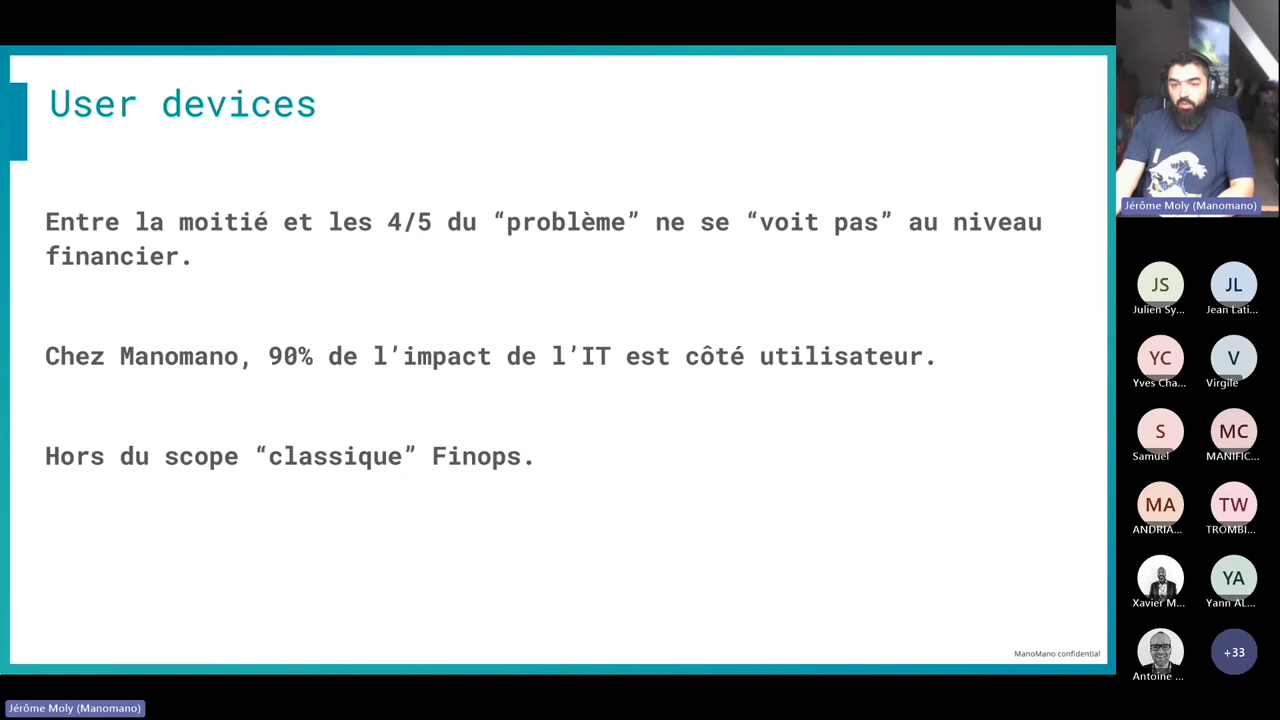 User devices
Entre la moitié et les 4/5 du “problème” ne se “voit pas” au niveau
financier.
Chez Manomano, 90% de l’impact de l’IT est côté utilisateur.
Hors du scope “classique” Finops.
ManoMano confidential
Jérôme Moly (Manomano)
Jérôme Moly (Manomano)
JS
JL
Julien Sy...
Jean Lati...
YC
V
Yves Cha...
Virgile
S
MC
Samuel
MANIFIC...
MA
TW
ANDRIA...
TROMBI...
YA
Xavier M...
Yann AL...
+33
Antoine ...